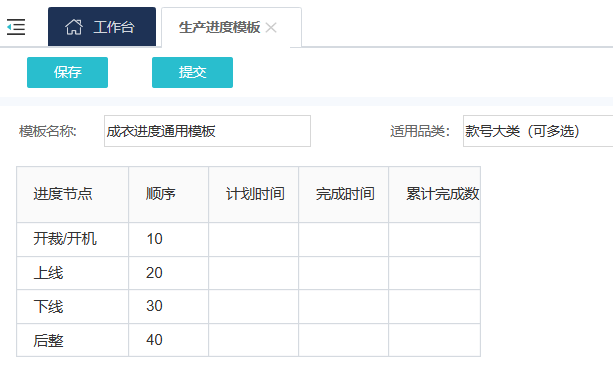 工作台 生产进度模板
保存 提交
模板名称: 成衣进度通用模板 适用品类: 款号大类（可多选）
进度节点 顺序 计划时间 完成时间 累计完成数
开裁/开机 10
上线 20
下线 30
后整 40